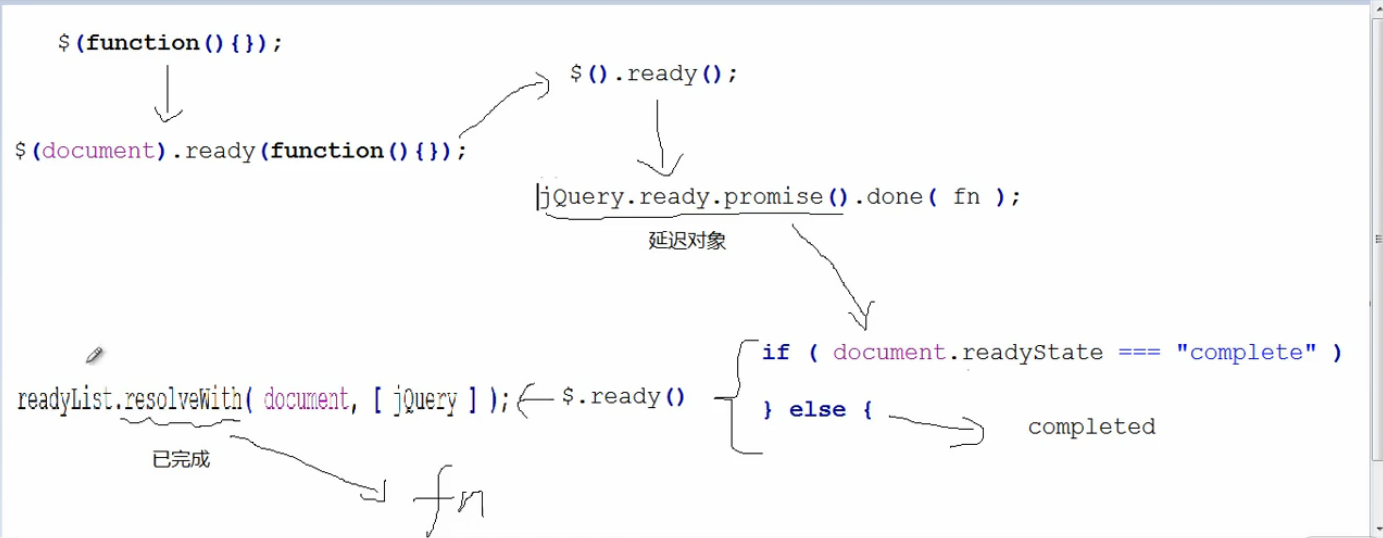 $(function(){});
$(document).ready(function(){});
$().ready();
jQuery.ready.promise().done( fn );
延迟对象
if ( document.readyState === "complete" )
} else {
completed
$.ready()
readyList.resolveWith( document, [ jQuery ] );
已完成
fn